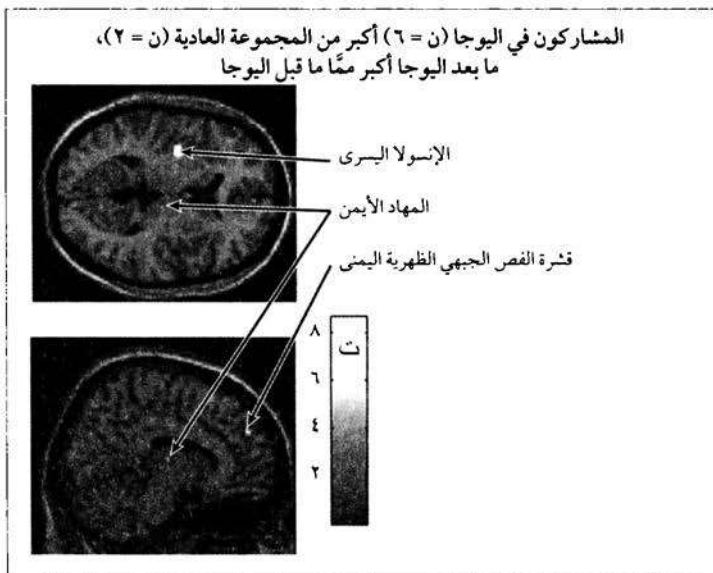 المشاركون في اليوجا (ن = ٦) أكبر من المجموعة العادية (ن = ٢)،
ما بعد اليوجا أكبر ممَّا ما قبل اليوجا
الإنسولا اليسرى
المهاد الأيمن
قشرة الفص الجبهي الظهرية اليمنى
٨
ت
٦
٤
٢